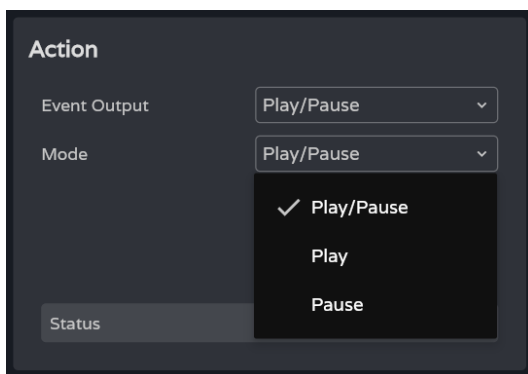 Action
Event Output Play/Pause
Mode Play/Pause
Play/Pause
Play
Pause
Status